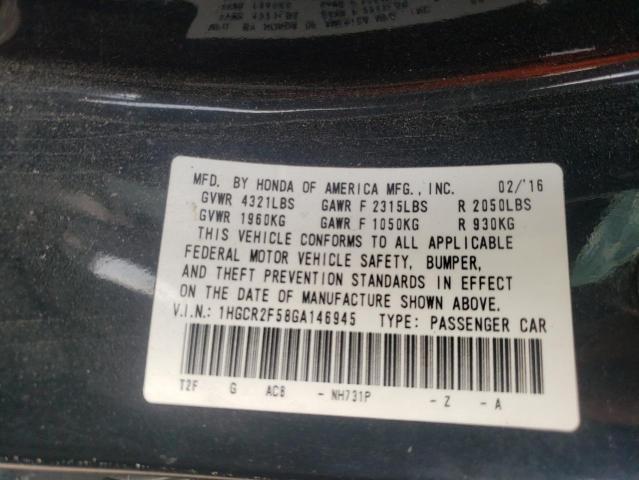 MFD. BY HONDA OF AMERICA MFG., INC. 02/'16
GVWR 4321LBS GAWR F 2315LBS R 2050LBS
GVWR 1960KG GAWR F 1050KG R 930KG
THIS VEHICLE CONFORMS TO ALL APPLICABLE
FEDERAL MOTOR VEHICLE SAFETY, BUMPER,
AND THEFT PREVENTION STANDARDS IN EFFECT
ON THE DATE OF MANUFACTURE SHOWN ABOVE.
V.I.N.: 1HGCR2F58GA146945 TYPE: PASSENGER CAR
T2F G ACB - NH731P - Z - A